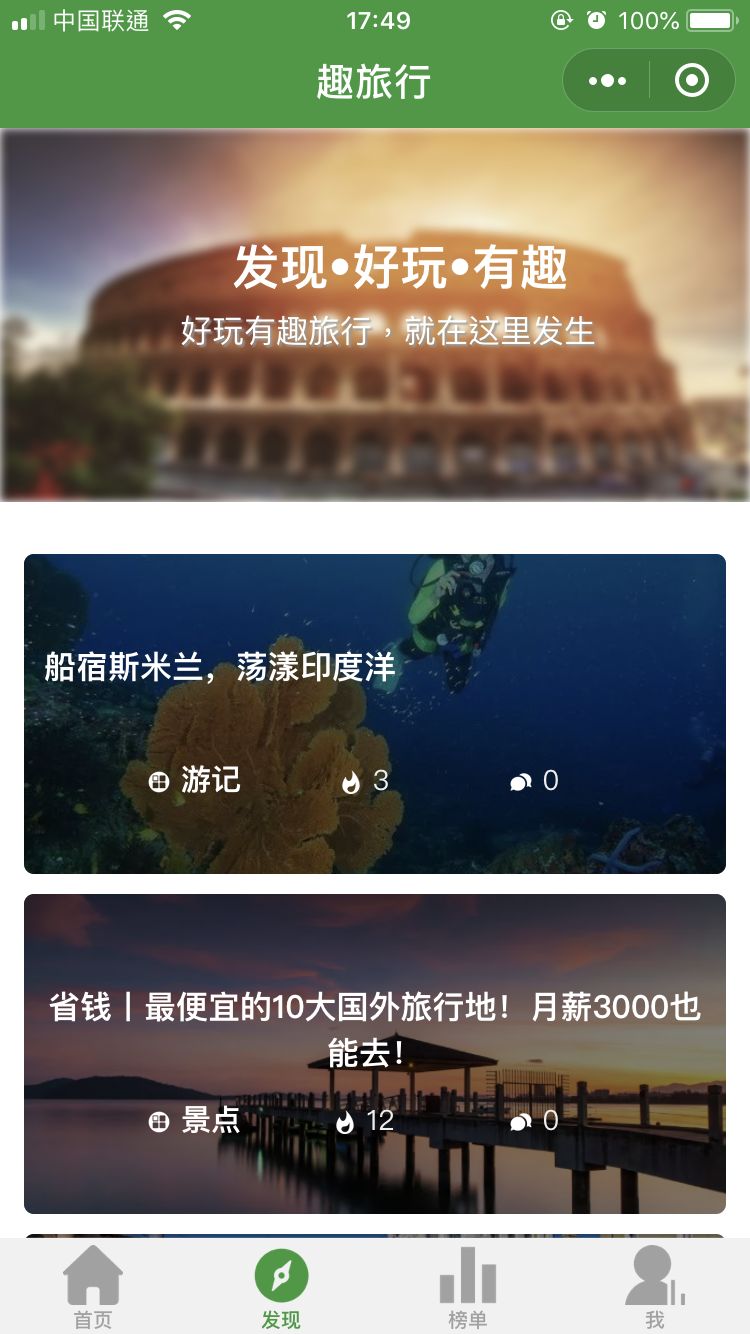 中国联通
17:49
100%
趣旅行
发现•好玩•有趣
好玩有趣旅行，就在这里发生
船宿斯米兰，荡漾印度洋
游记
3
0
省钱丨最便宜的10大国外旅行地！月薪3000也
能去！
景点
12
0
首页
发现
榜单
我